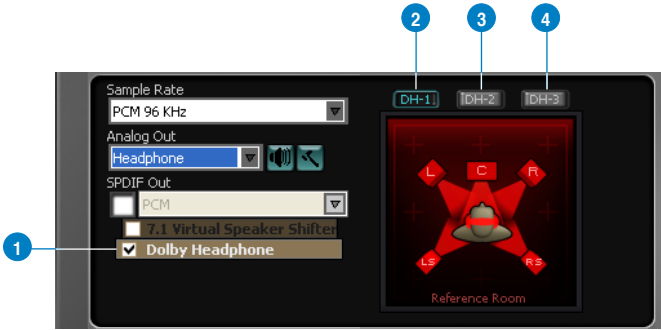 2 3 4
Sample Rate
PCM 96 KHz
DH-1 DH-2 DH-3
Analog Out
Headphone
L C R
SPDIF Out
PCM
7.1 Virtual Speaker Shifter
1
Dolby Headphone
LS RS
Reference Room